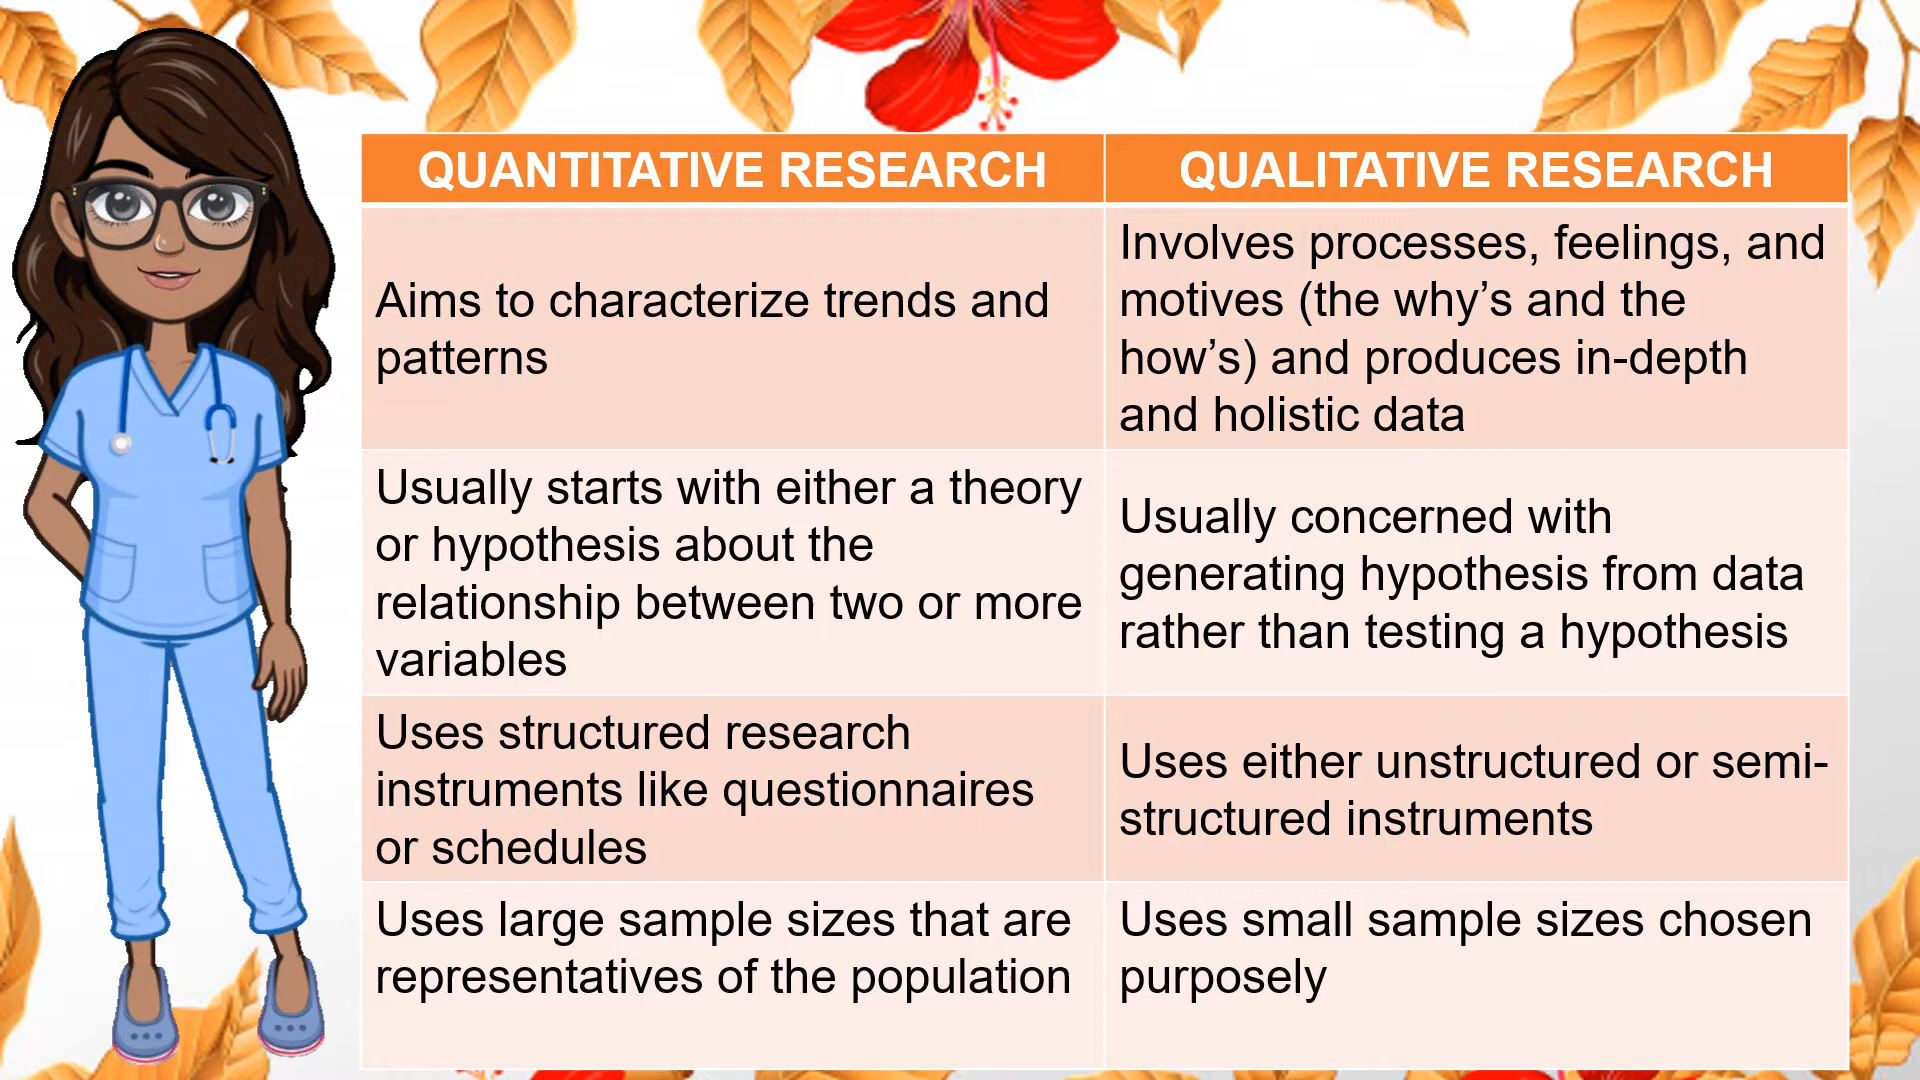 QUANTITATIVE RESEARCH
QUALITATIVE RESEARCH
Aims to characterize trends and
patterns
Involves processes, feelings, and
motives (the why’s and the
how’s) and produces in-depth
and holistic data
Usually starts with either a theory
or hypothesis about the
relationship between two or more
variables
Usually concerned with
generating hypothesis from data
rather than testing a hypothesis
Uses structured research
instruments like questionnaires
or schedules
Uses either unstructured or semi-
structured instruments
Uses large sample sizes that are
representatives of the population
Uses small sample sizes chosen
purposely